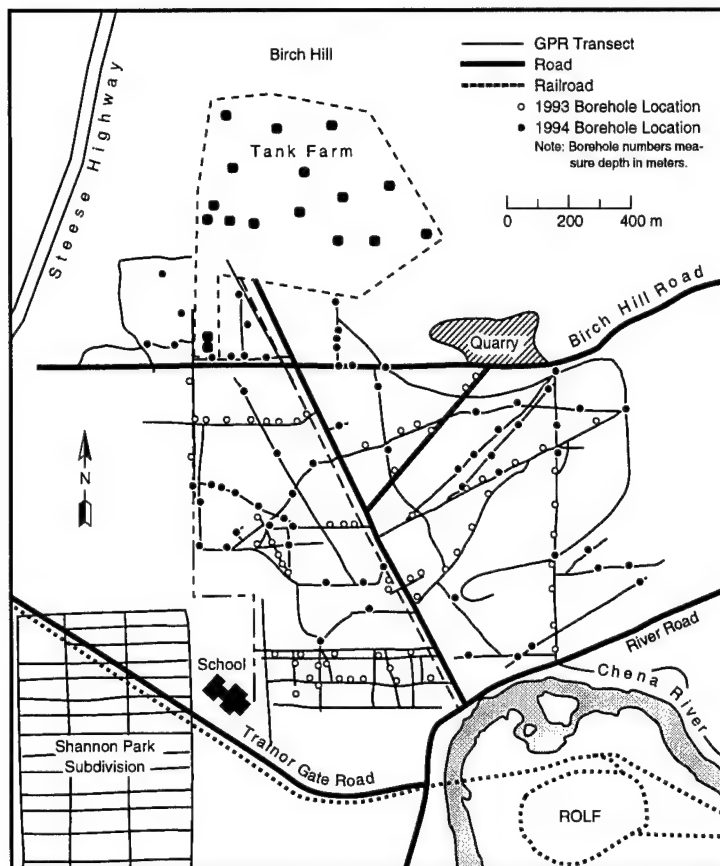 Birch Hill
GPR Transect
Road
Railroad
1993 Borehole Location
1994 Borehole Location
Note: Borehole numbers mea-
sure depth in meters.
Steese Highway
Tank Farm
0 200 400 m
Birch Hill Road
Quarry
N
River Road
School
Chena River
Trainor Gate Road
Shannon Park
Subdivision
ROLF